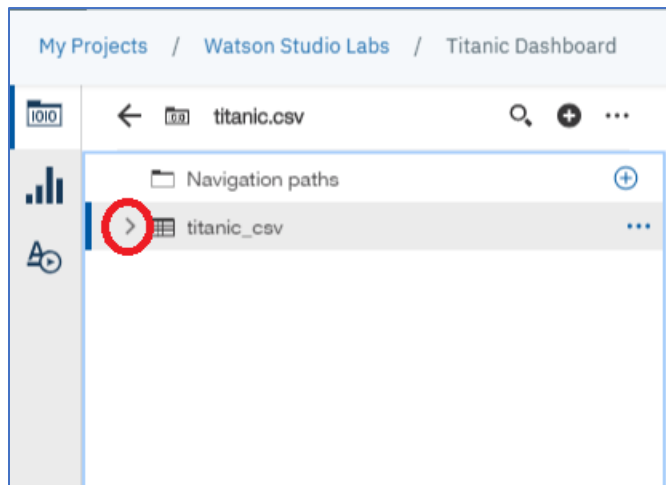 My Projects / Watson Studio Labs / Titanic Dashboard
titanic.csv
Navigation paths
titanic_csv